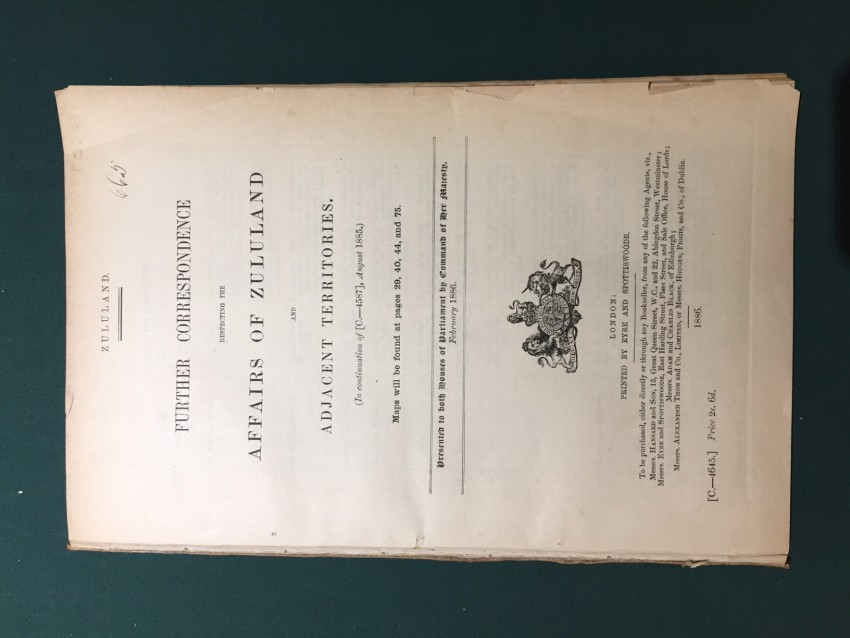 ZULULAND.
FURTHER CORRESPONDENCE
RESPECTING THE
AFFAIRS OF ZULULAND
AND
ADJACENT TERRITORIES.
(In continuation of [C.—4587], August 1885.)
Maps will be found at pages 29, 40, 44, and 75.
Presented to both Houses of Parliament by Command of Her Majesty.
February 1886.
LONDON:
PRINTED BY EYRE AND SPOTTISWOODE.
To be purchased, either directly or through any Bookseller, from any of the following Agents, viz.,
Messrs. HANSARD and SON, 13, Great Queen Street, W.C., and 32, Abingdon Street, Westminster;
Messrs. EYRE and SPOTTISWOODE, East Harding Street, Fleet Street, and Sale Office, House of Lords;
Messrs. ADAM and CHARLES BLACK, of Edinburgh;
Messrs. ALEXANDER THOM and Co., LIMITED, or Messrs. HODGES, FIGGIS, and Co., of Dublin.
1886.
[C.—4645.] Price 2s. 6d.